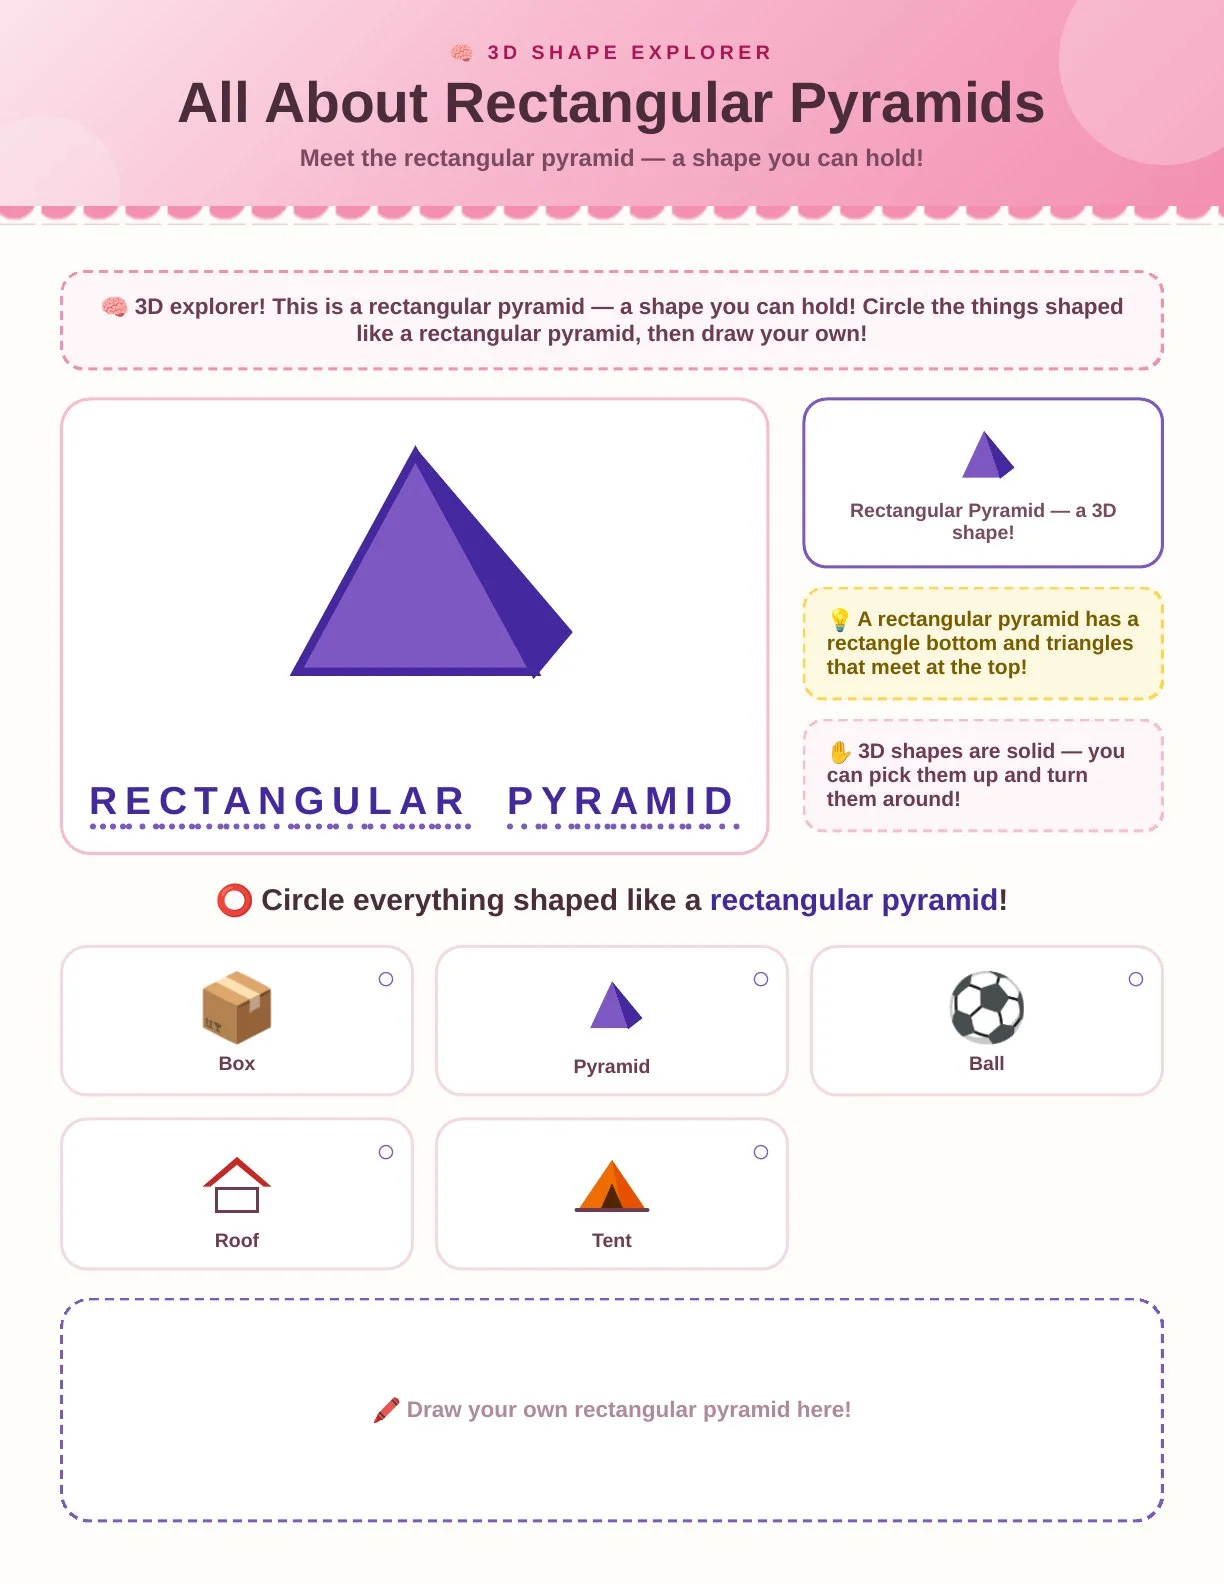 🧠 3D SHAPE EXPLORER
All About Rectangular Pyramids
Meet the rectangular pyramid — a shape you can hold!
🧠 3D explorer! This is a rectangular pyramid — a shape you can hold! Circle the things shaped
like a rectangular pyramid, then draw your own!
RECTANGULAR PYRAMID
Rectangular Pyramid — a 3D
shape!
💡 A rectangular pyramid has a
rectangle bottom and triangles
that meet at the top!
✋ 3D shapes are solid — you
can pick them up and turn
them around!
⭕ Circle everything shaped like a rectangular pyramid!
Box
Pyramid
Ball
Roof
Tent
🖍️ Draw your own rectangular pyramid here!